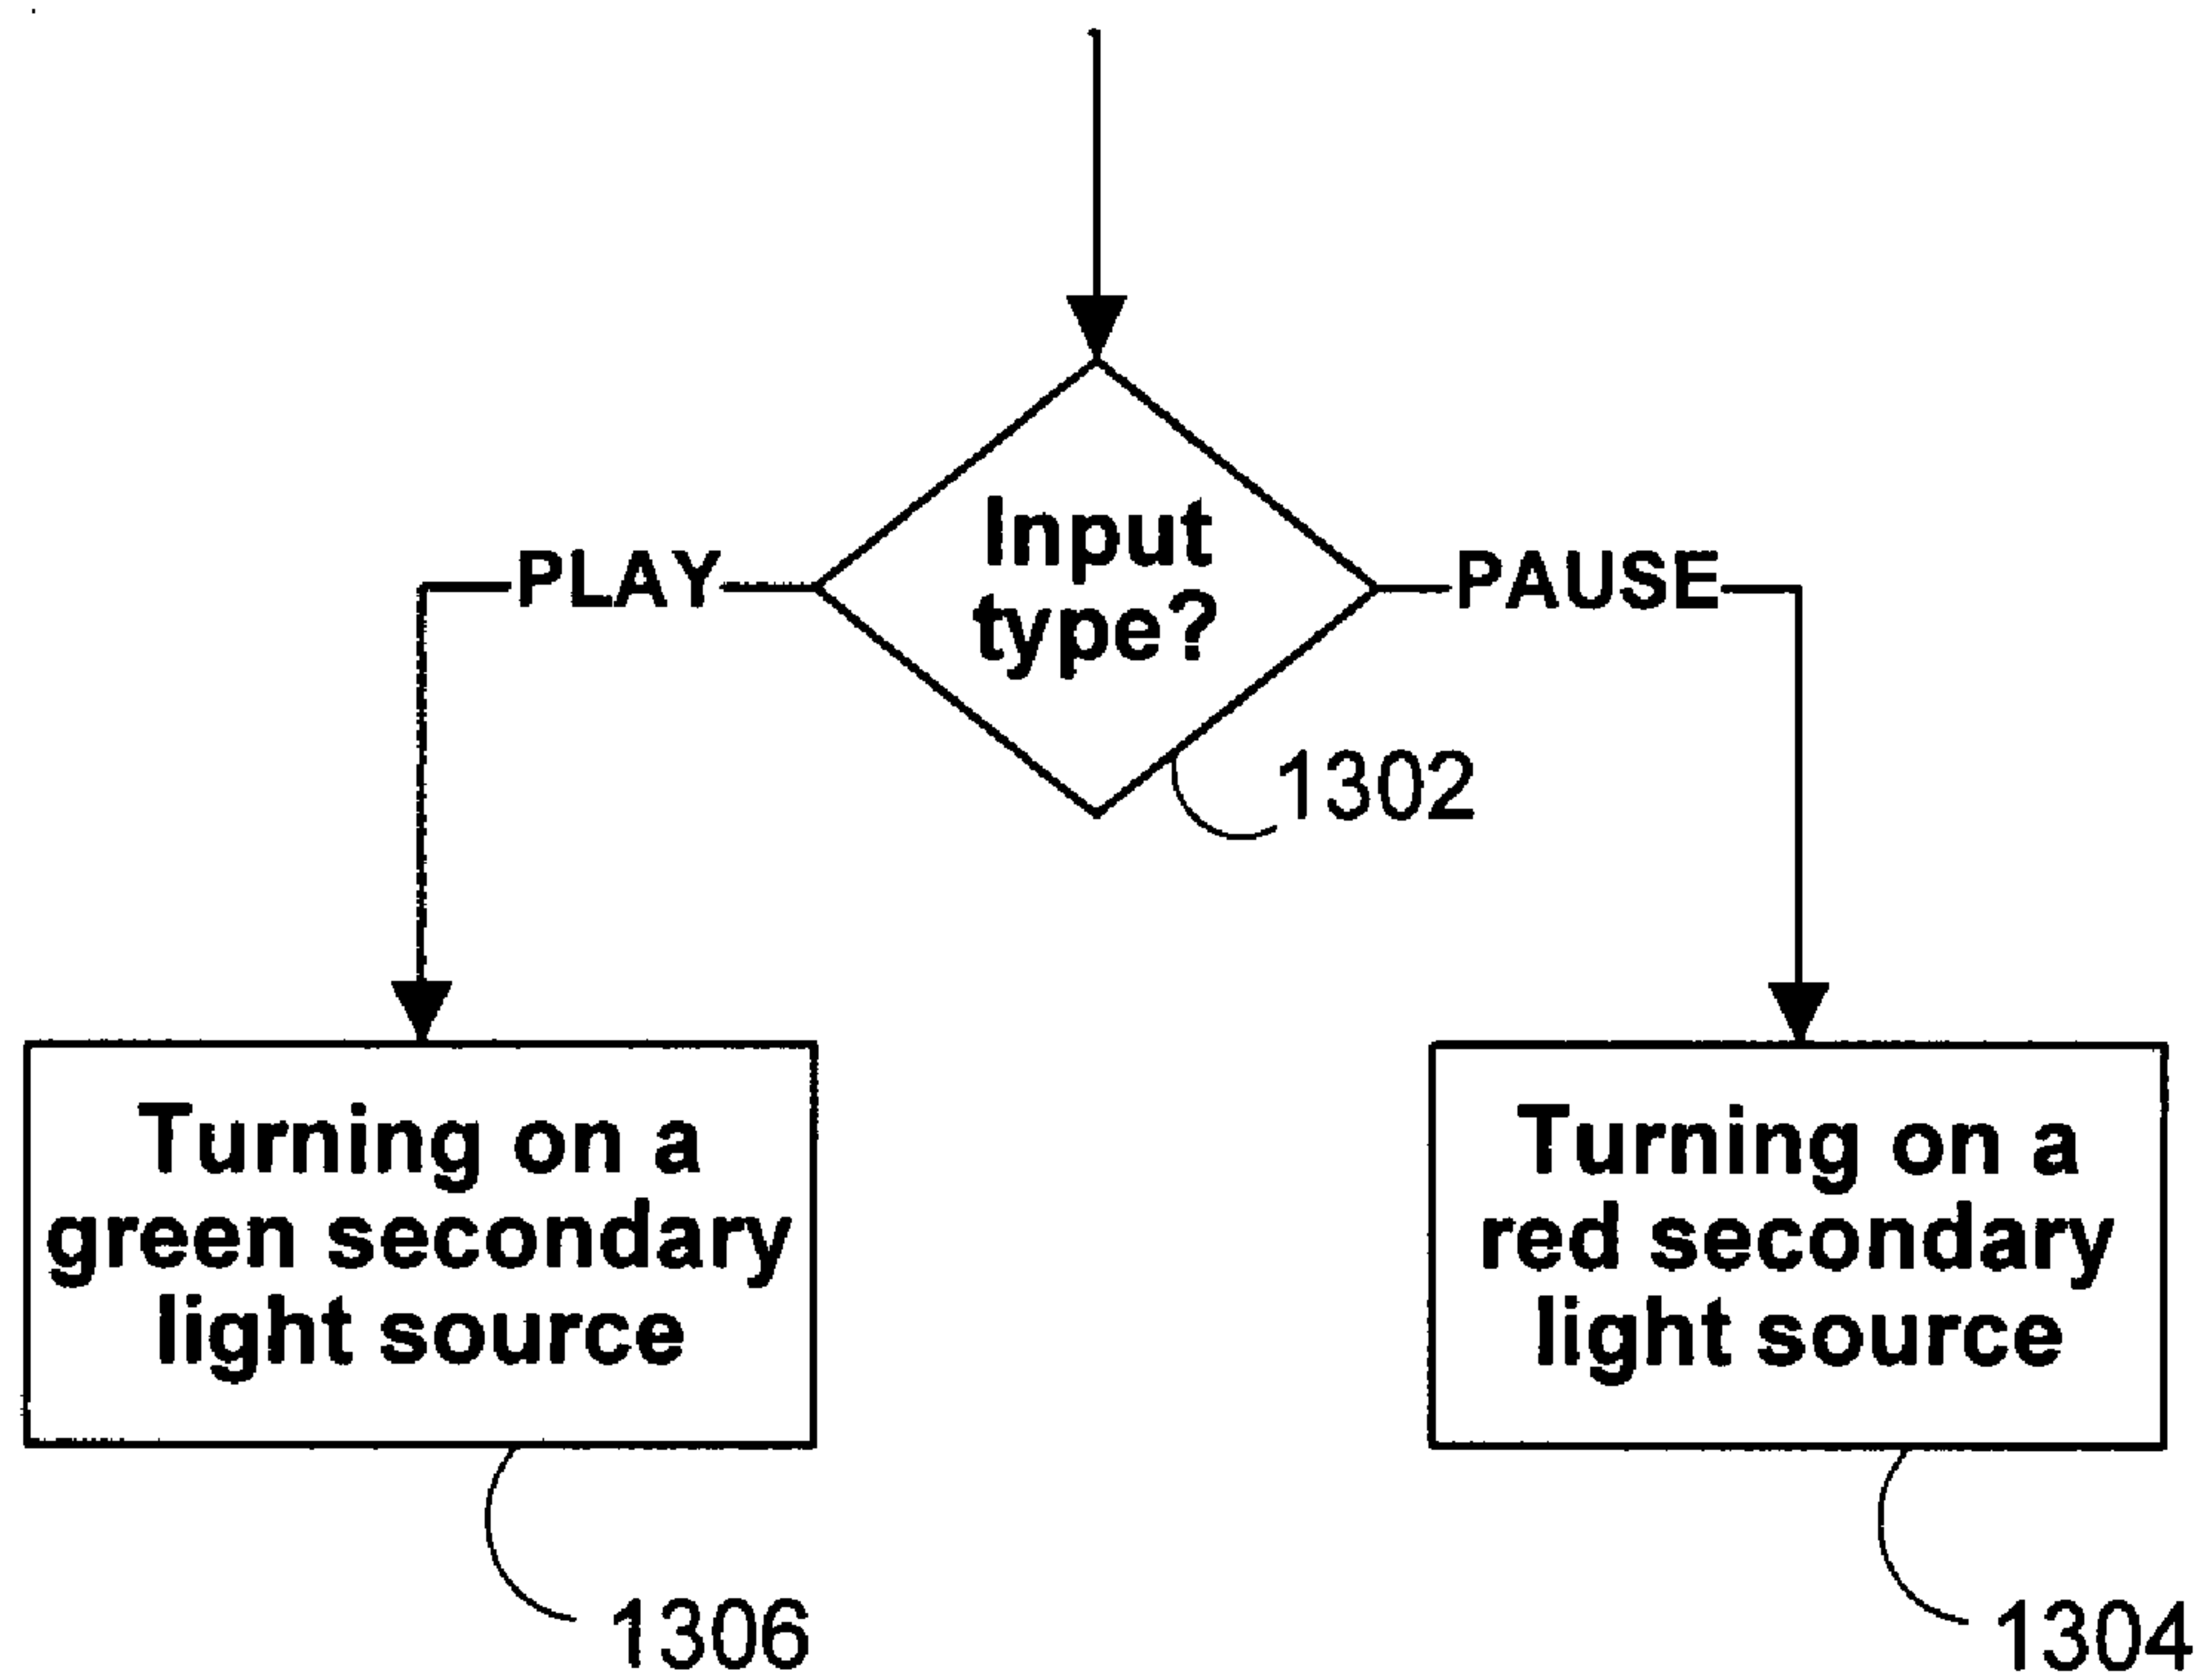 Input
type?
PLAY
PAUSE
1302
Turning on a
green secondary
light source
1306
Turning on a
red secondary
light source
1304